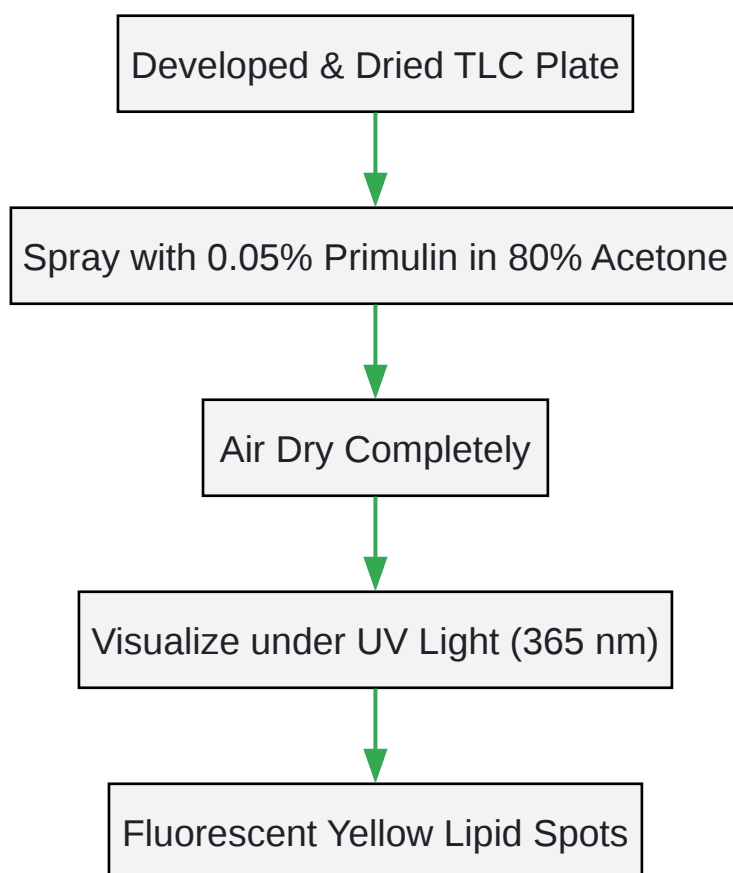 Developed & Dried TLC Plate
Spray with 0.05% Primulin in 80% Acetone
Air Dry Completely
Visualize under UV Light (365 nm)
Fluorescent Yellow Lipid Spots